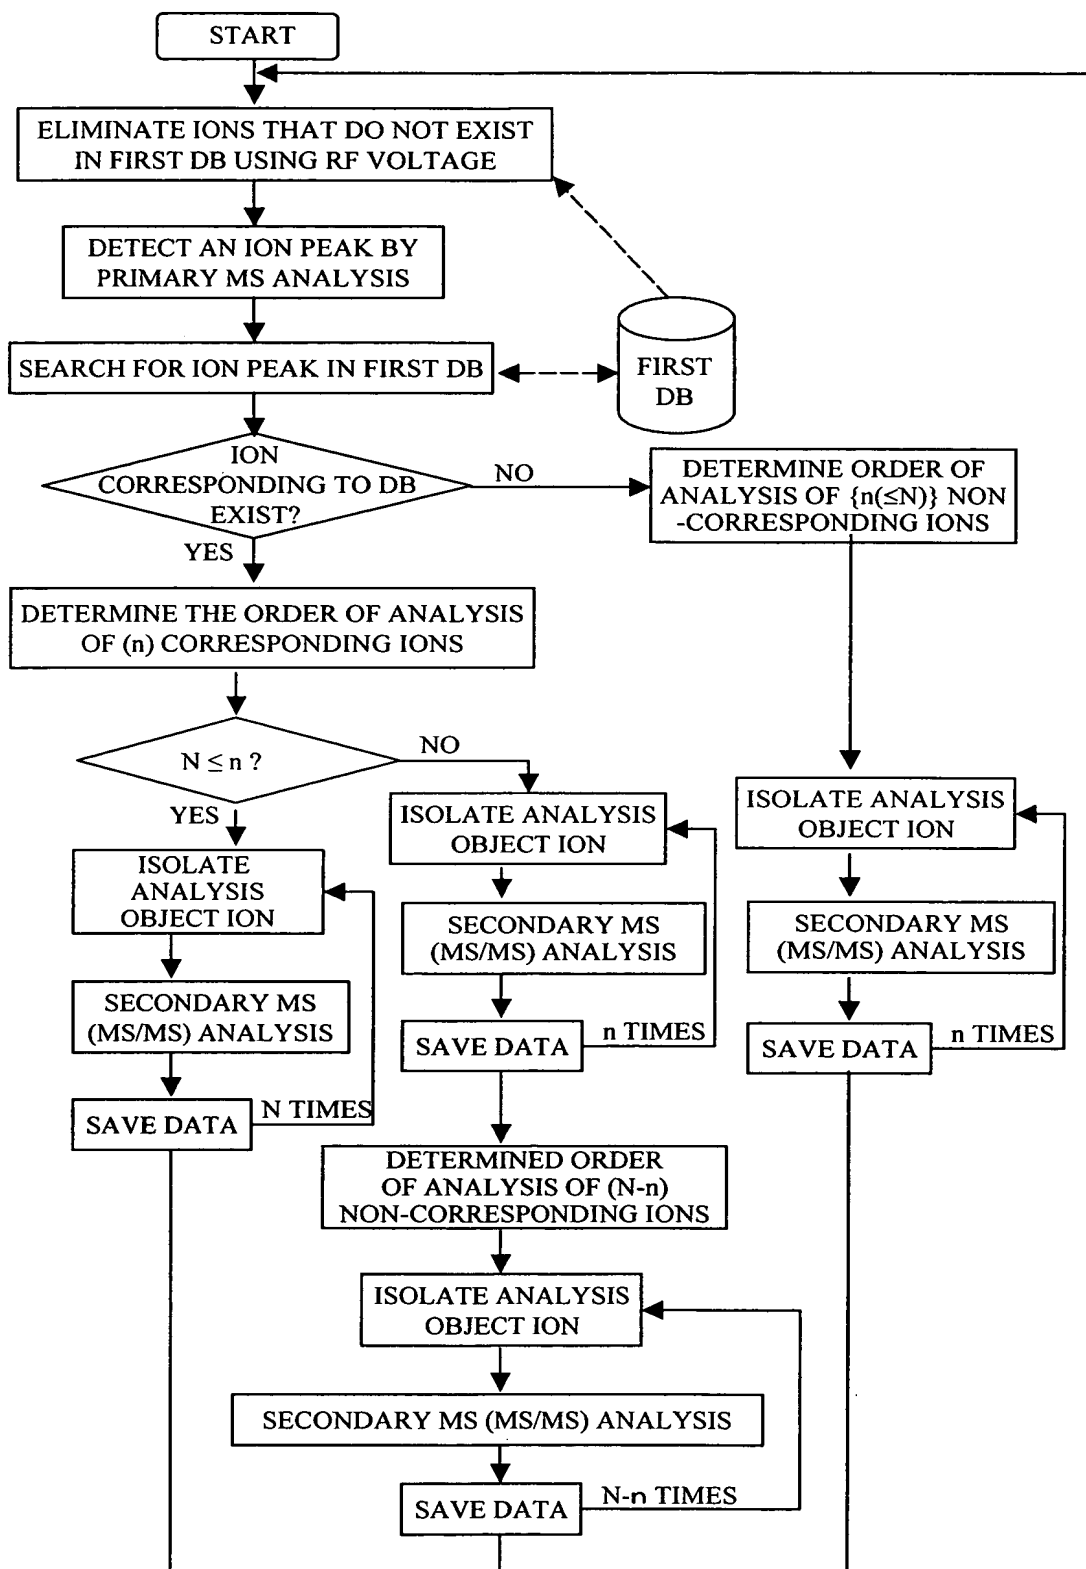 START
ELIMINATE IONS THAT DO NOT EXIST
IN FIRST DB USING RF VOLTAGE
DETECT AN ION PEAK BY
PRIMARY MS ANALYSIS
SEARCH FOR ION PEAK IN FIRST DB
FIRST
DB
ION
CORRESPONDING TO DB
EXIST?
NO
YES
DETERMINE ORDER OF
ANALYSIS OF {n(≤N)} NON
-CORRESPONDING IONS
DETERMINE THE ORDER OF ANALYSIS
OF (n) CORRESPONDING IONS
N ≤ n ?
NO
YES
ISOLATE
ANALYSIS
OBJECT ION
SECONDARY MS
(MS/MS) ANALYSIS
SAVE DATA
N TIMES
ISOLATE ANALYSIS
OBJECT ION
SECONDARY MS
(MS/MS) ANALYSIS
SAVE DATA
n TIMES
DETERMINED ORDER
OF ANALYSIS OF (N-n)
NON-CORRESPONDING IONS
ISOLATE ANALYSIS
OBJECT ION
SECONDARY MS (MS/MS) ANALYSIS
SAVE DATA
N-n TIMES
ISOLATE ANALYSIS
OBJECT ION
SECONDARY MS
(MS/MS) ANALYSIS
SAVE DATA
n TIMES